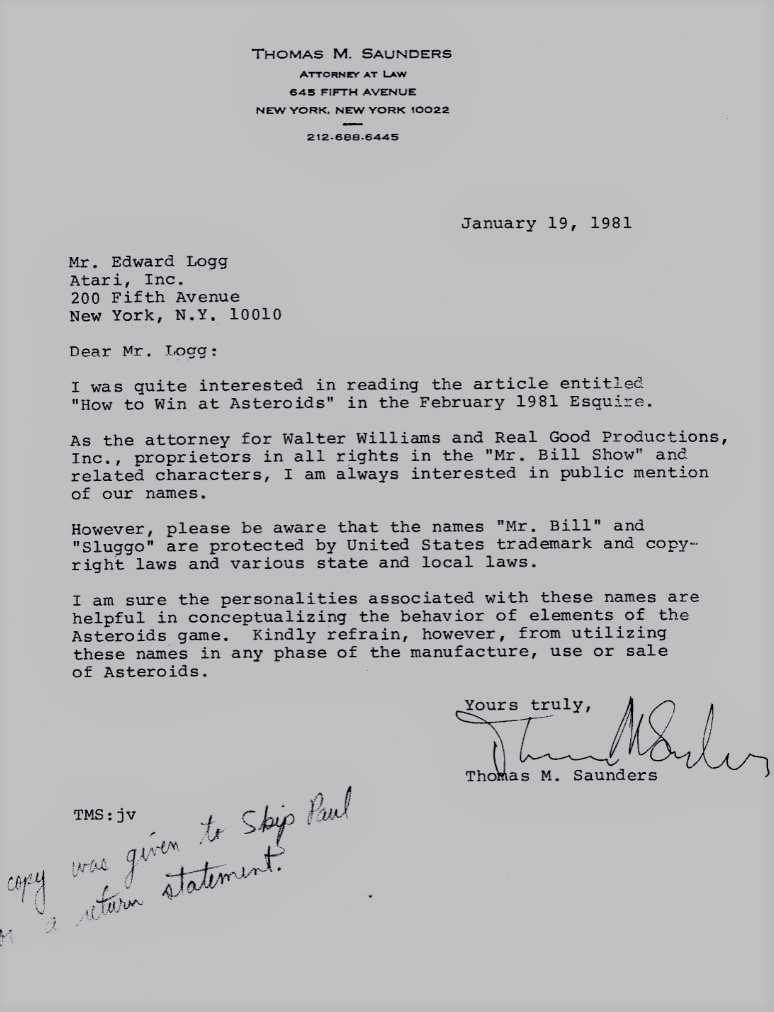 THOMAS M. SAUNDERS
ATTORNEY AT LAW
645 FIFTH AVENUE
NEW YORK, NEW YORK 10022
212-688-6445
January 19, 1981
Mr. Edward Logg
Atari, Inc.
200 Fifth Avenue
New York, N.Y. 10010
Dear Mr. Logg:
I was quite interested in reading the article entitled
"How to Win at Asteroids" in the February 1981 Esquire.
As the attorney for Walter Williams and Real Good Productions,
Inc., proprietors in all rights in the "Mr. Bill Show" and
related characters, I am always interested in public mention
of our names.
However, please be aware that the names "Mr. Bill" and
"Sluggo" are protected by United States trademark and copy-
right laws and various state and local laws.
I am sure the personalities associated with these names are
helpful in conceptualizing the behavior of elements of the
Asteroids game. Kindly refrain, however, from utilizing
these names in any phase of the manufacture, use or sale
of Asteroids.
Yours truly,
Thomas M Saunders
Thomas M. Saunders
TMS:jv
copy was given to Skip Paul
a return statement.